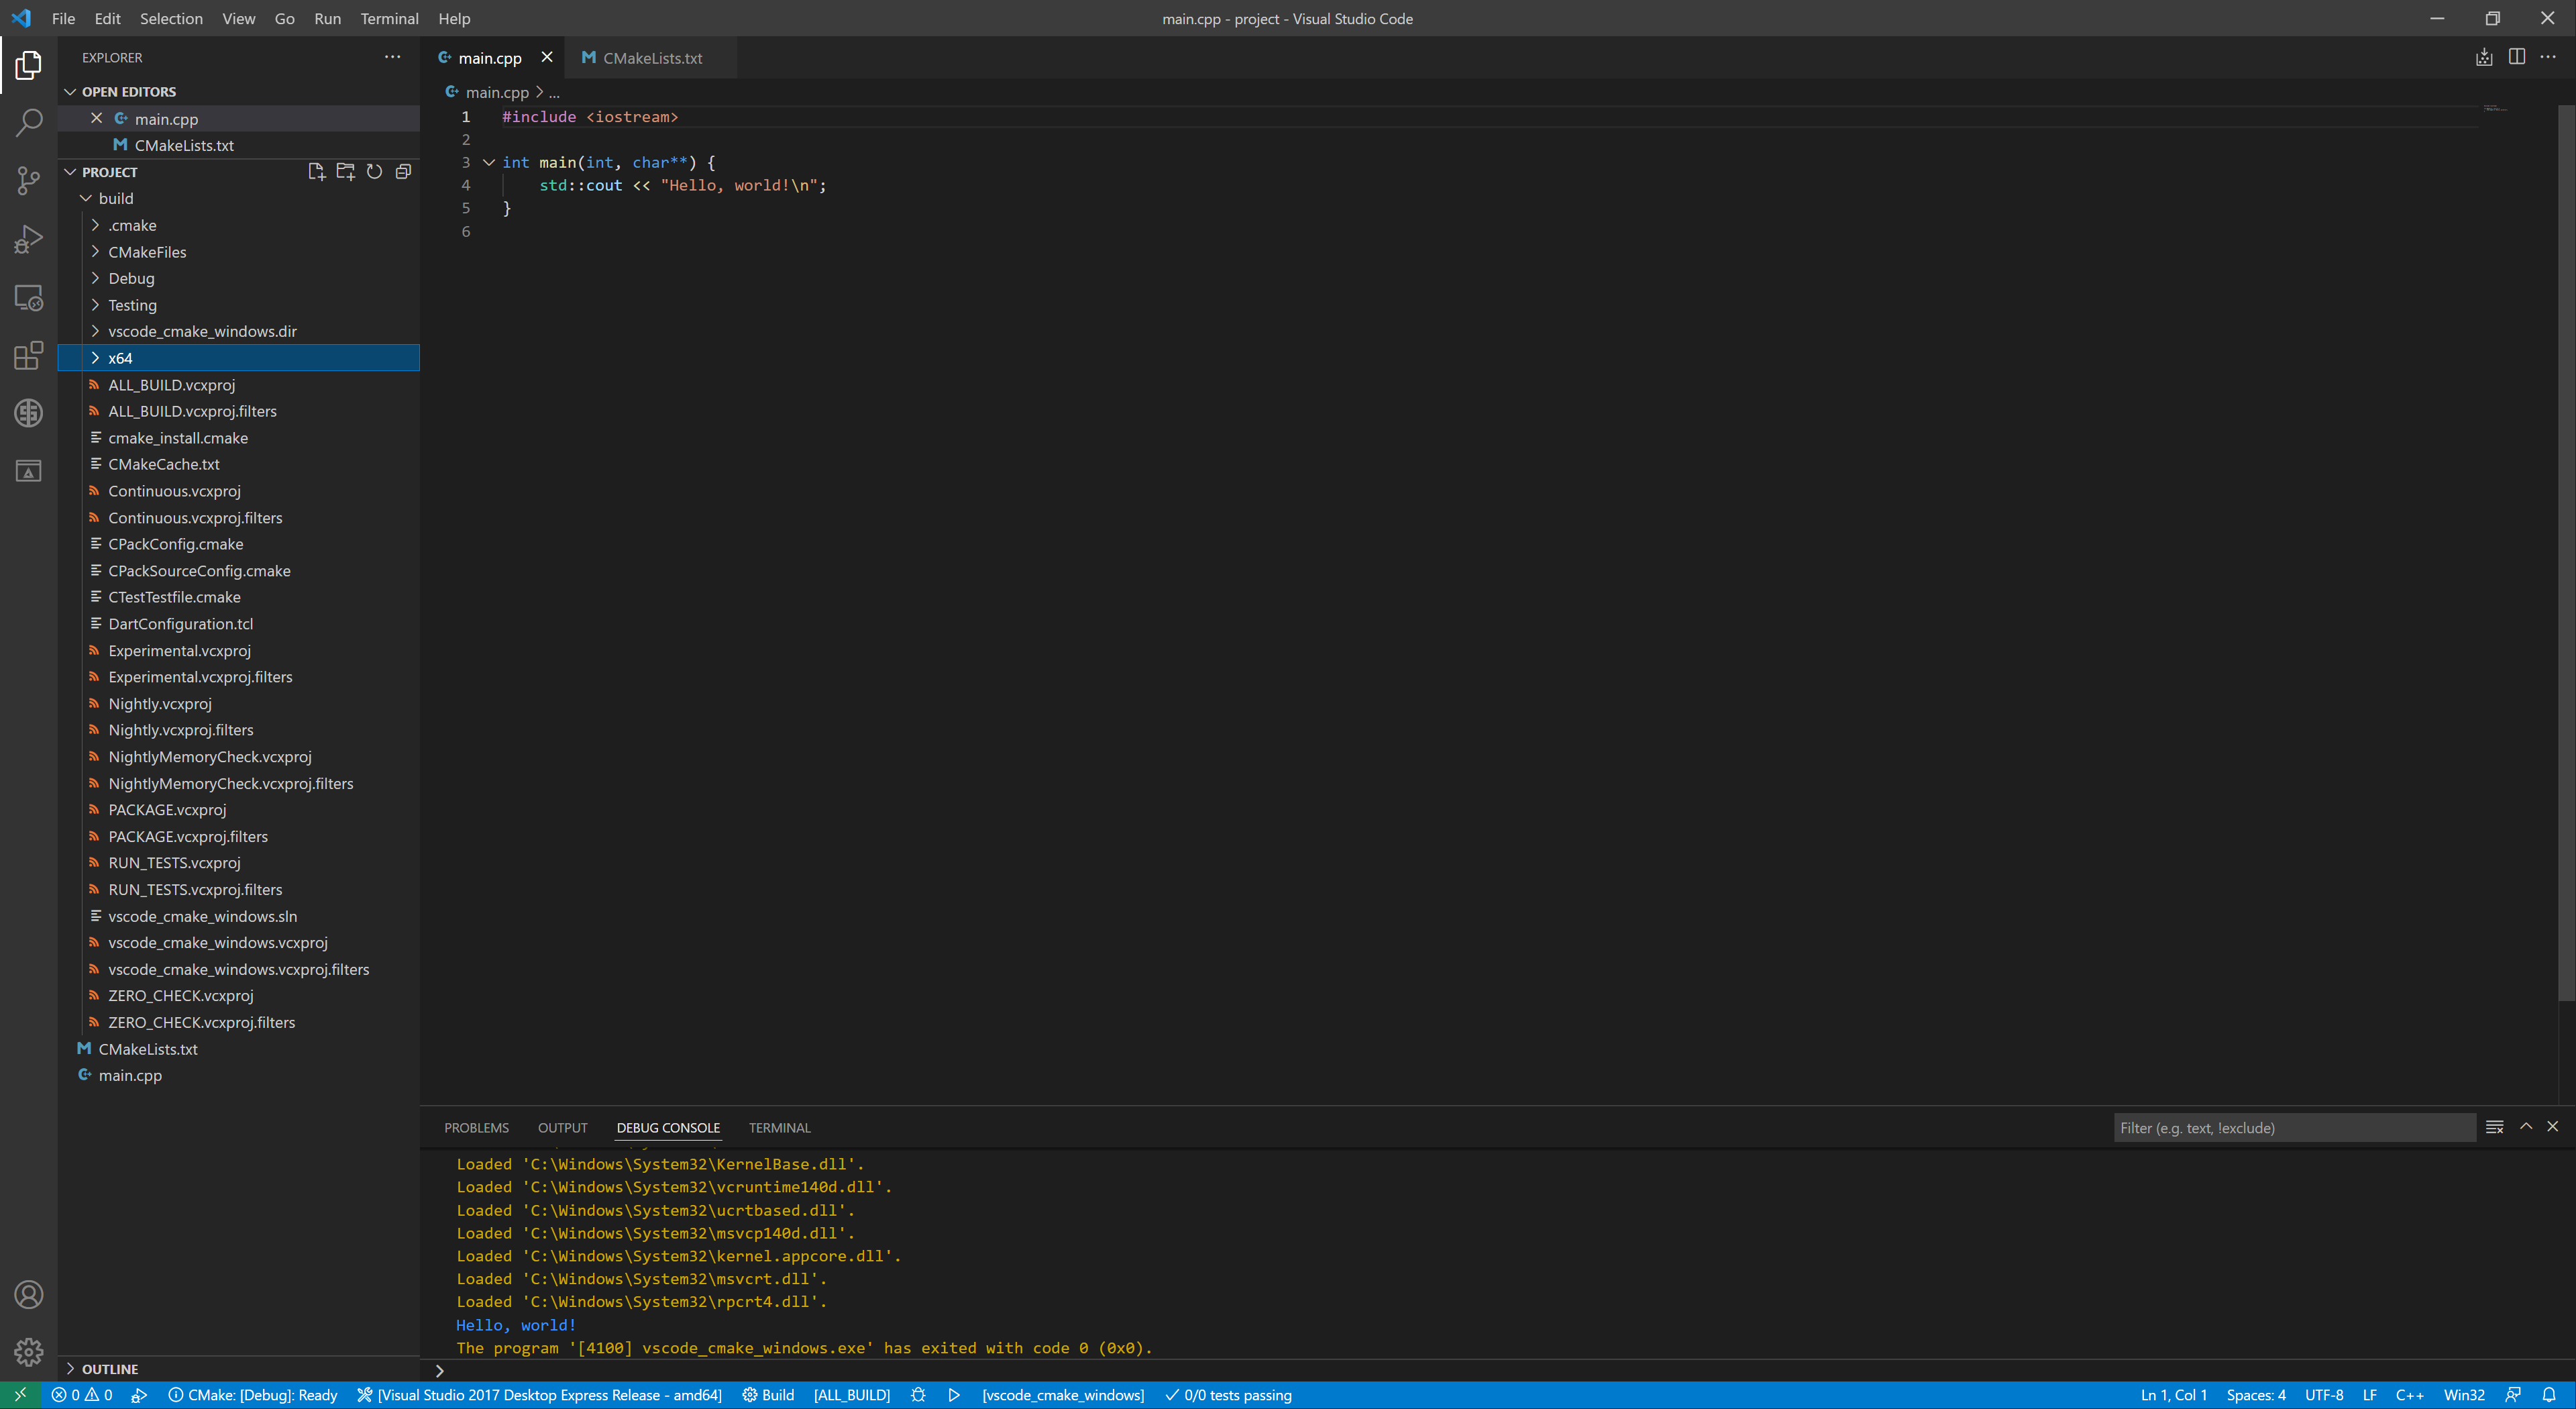 File Edit Selection View Go Run Terminal Help
main.cpp - project - Visual Studio Code
EXPLORER
OPEN EDITORS
main.cpp
CMakeLists.txt
PROJECT
build
.cmake
CMakeFiles
Debug
Testing
vscode_cmake_windows.dir
x64
ALL_BUILD.vcxproj
ALL_BUILD.vcxproj.filters
cmake_install.cmake
CMakeCache.txt
Continuous.vcxproj
Continuous.vcxproj.filters
CPackConfig.cmake
CPackSourceConfig.cmake
CTestTestfile.cmake
DartConfiguration.tcl
Experimental.vcxproj
Experimental.vcxproj.filters
Nightly.vcxproj
Nightly.vcxproj.filters
NightlyMemoryCheck.vcxproj
NightlyMemoryCheck.vcxproj.filters
PACKAGE.vcxproj
PACKAGE.vcxproj.filters
RUN_TESTS.vcxproj
RUN_TESTS.vcxproj.filters
vscode_cmake_windows.sln
vscode_cmake_windows.vcxproj
vscode_cmake_windows.vcxproj.filters
ZERO_CHECK.vcxproj
ZERO_CHECK.vcxproj.filters
CMakeLists.txt
main.cpp
OUTLINE
main.cpp CMakeLists.txt
main.cpp > ...
1 #include <iostream>
2
3 int main(int, char**) {
4 std::cout << "Hello, world!\n";
5 }
6
PROBLEMS OUTPUT DEBUG CONSOLE TERMINAL
Filter (e.g. text, !exclude)
Loaded 'C:\Windows\System32\KernelBase.dll'.
Loaded 'C:\Windows\System32\vcruntime140d.dll'.
Loaded 'C:\Windows\System32\ucrtbased.dll'.
Loaded 'C:\Windows\System32\msvcp140d.dll'.
Loaded 'C:\Windows\System32\kernel.appcore.dll'.
Loaded 'C:\Windows\System32\msvcrt.dll'.
Loaded 'C:\Windows\System32\rpcrt4.dll'.
Hello, world!
The program '[4100] vscode_cmake_windows.exe' has exited with code 0 (0x0).
0 0 CMake: [Debug]: Ready [Visual Studio 2017 Desktop Express Release - amd64] Build [ALL_BUILD] [vscode_cmake_windows] 0/0 tests passing Ln 1, Col 1 Spaces: 4 UTF-8 LF C++ Win32